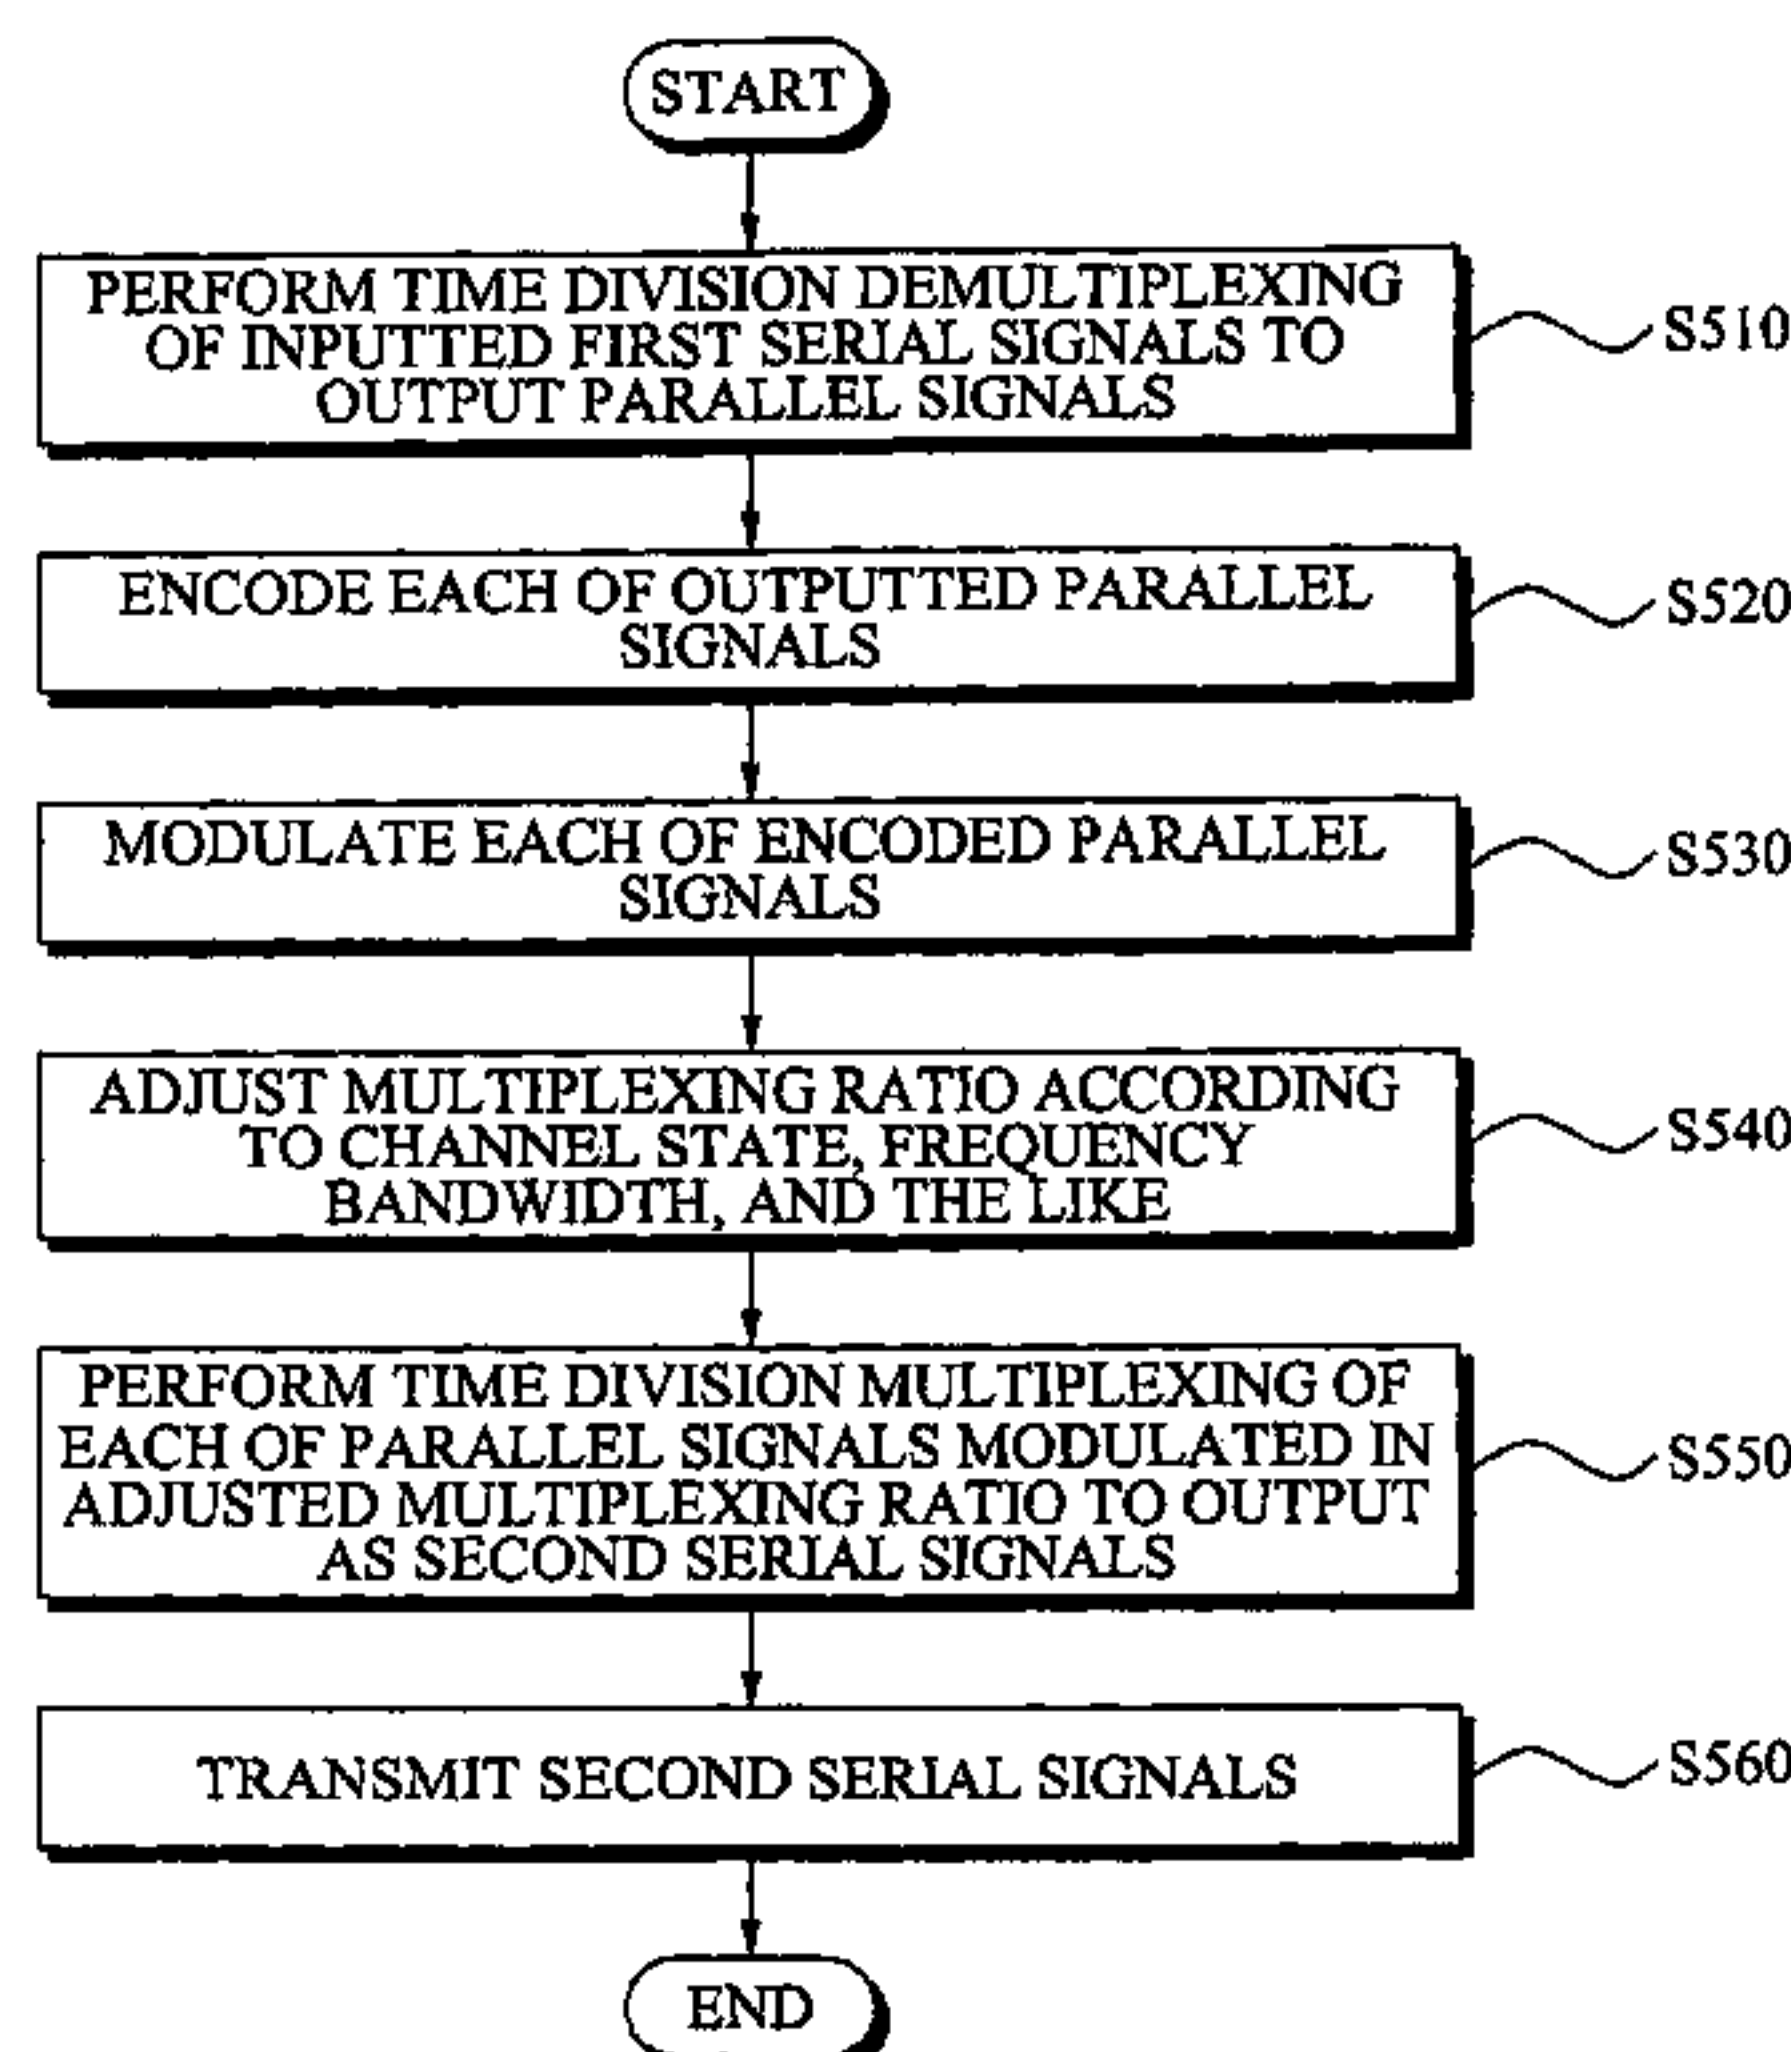 START
PERFORM TIME DIVISION DEMULTIPLEXING
OF INPUTTED FIRST SERIAL SIGNALS TO
OUTPUT PARALLEL SIGNALS
S510
ENCODE EACH OF OUTPUTTED PARALLEL
SIGNALS
S520
MODULATE EACH OF ENCODED PARALLEL
SIGNALS
S530
ADJUST MULTIPLEXING RATIO ACCORDING
TO CHANNEL STATE, FREQUENCY
BANDWIDTH, AND THE LIKE
S540
PERFORM TIME DIVISION MULTIPLEXING OF
EACH OF PARALLEL SIGNALS MODULATED IN
ADJUSTED MULTIPLEXING RATIO TO OUTPUT
AS SECOND SERIAL SIGNALS
S550
TRANSMIT SECOND SERIAL SIGNALS
S560
END